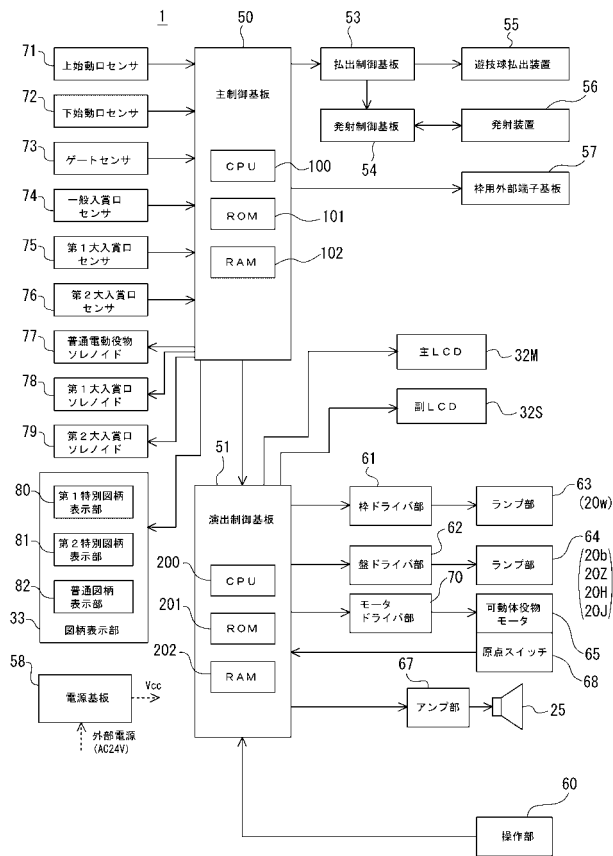 1
71
上始動口センサ
72
下始動口センサ
73
ゲートセンサ
74
一般入賞口
センサ
75
第1大入賞口
センサ
76
第2大入賞口
センサ
77
普通電動役物
ソレノイド
78
第1大入賞口
ソレノイド
79
第2大入賞口
ソレノイド
80
第1特別図柄
表示部
81
第2特別図柄
表示部
82
普通図柄
表示部
33
図柄表示部
58
電源基板
Vcc
外部電源
(AC24V)
50
主制御基板
CPU
100
ROM
101
RAM
102
53
払出制御基板
55
遊技球払出装置
発射制御基板
54
56
発射装置
57
枠用外部端子基板
主LCD
32M
副LCD
32S
51
演出制御基板
200
CPU
201
ROM
202
RAM
61
枠ドライバ部
ランプ部
63
(20w)
62
盤ドライバ部
ランプ部
64
(20b
20Z
20H
20J)
70
モータ
ドライバ部
可動体役物
モータ
65
原点スイッチ
68
67
アンプ部
25
60
操作部